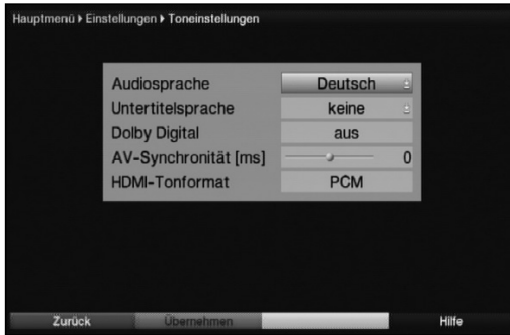 Hauptmenü ▸ Einstellungen ▸ Toneinstellungen
Audiosprache Deutsch
Untertitelsprache keine
Dolby Digital aus
AV-Synchronität [ms] 0
HDMI-Tonformat PCM
Zurück Übernehmen Hilfe